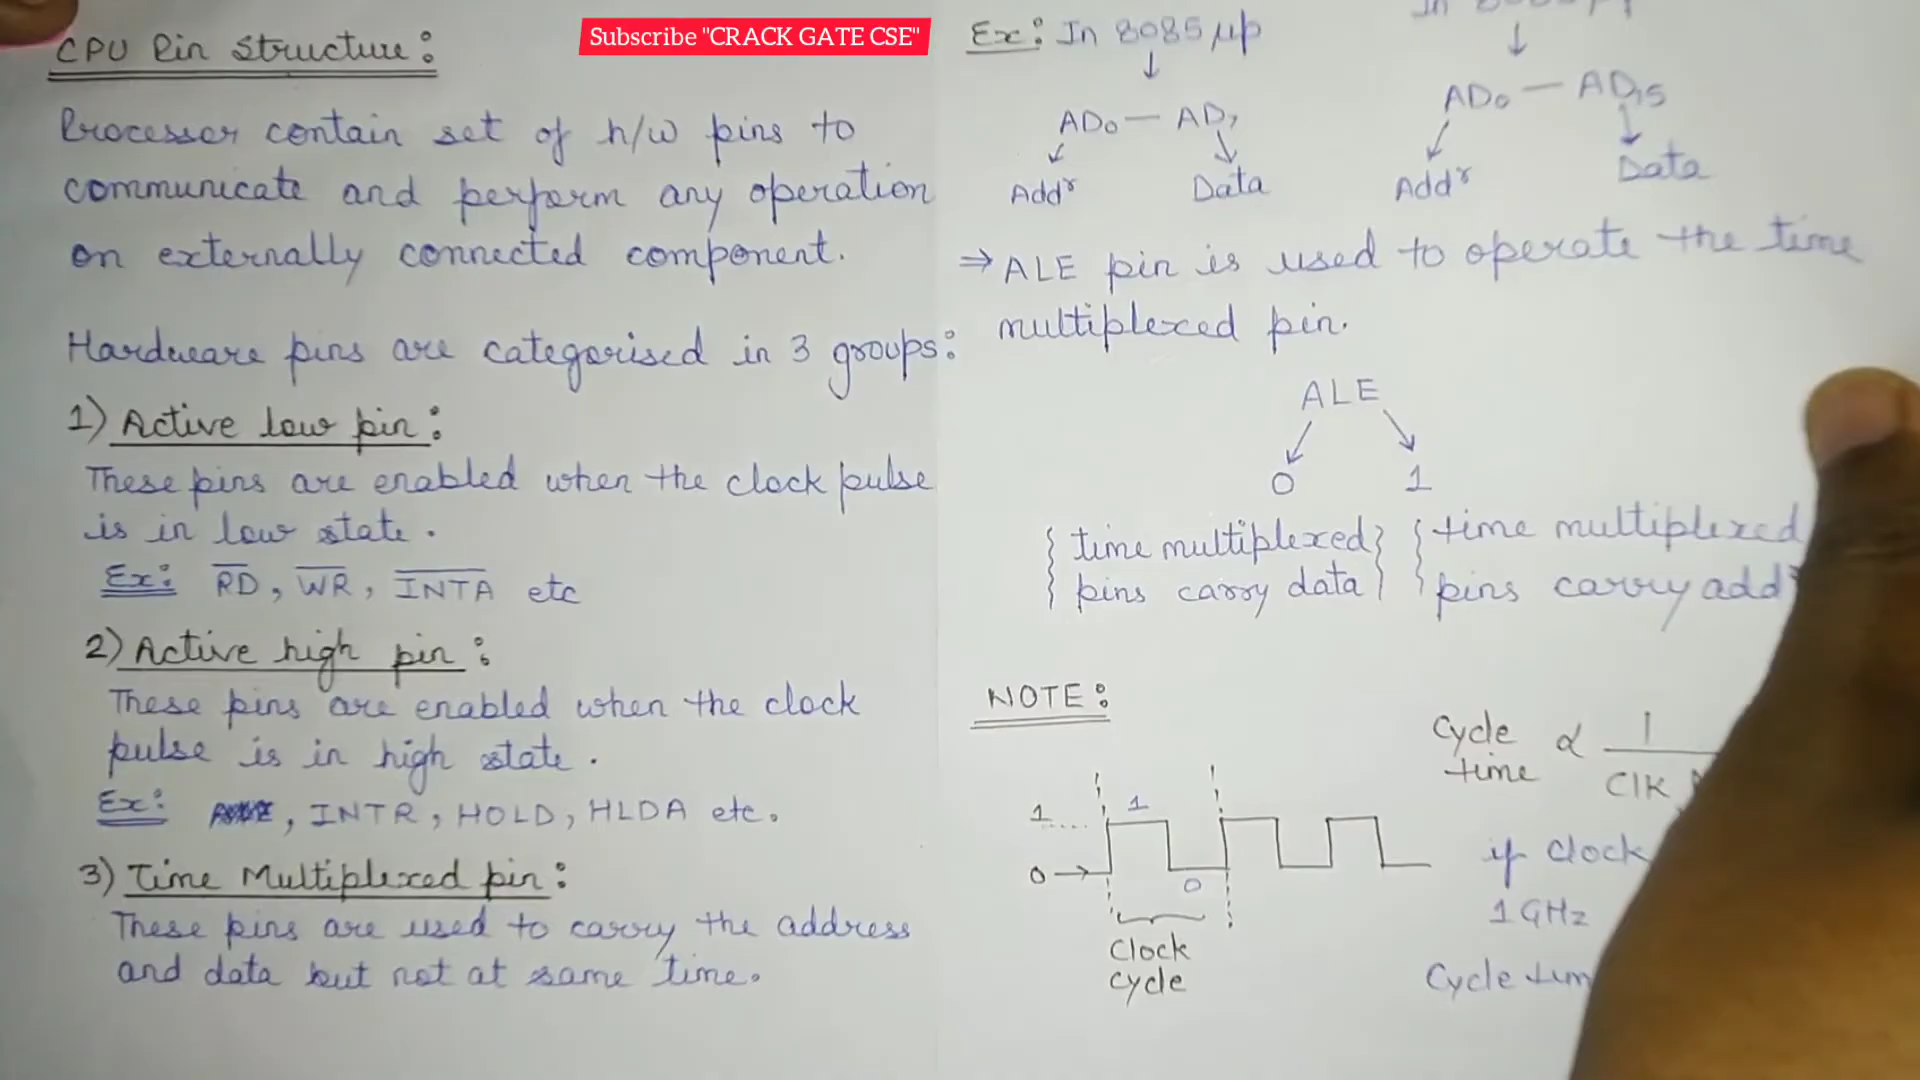 CPU Pin Structure:
Processor contain set of h/w pins to
communicate and perform any operation
on externally connected component.
Hardware pins are categorised in 3 groups:
1) Active low pin:
These pins are enabled when the clock pulse
is in low state.
Ex: R̅D̅, W̅R̅, I̅N̅T̅A̅ etc
2) Active high pin:
These pins are enabled when the clock
pulse is in high state.
Ex: , INTR, HOLD, HLDA etc.
3) Time Multiplexed pin:
These pins are used to carry the address
and data but not at same time.
Subscribe "CRACK GATE CSE"
Ex: In 8085 μp
↓
AD₀ — AD₇
↙ ↘
Addʳ Data
In
↓
AD₀ — AD₁₅
↙ ↓
Addʳ Data
⇒ ALE pin is used to operate the time
multiplexed pin.
ALE
↙ ↘
0 1
{ time multiplexed }
{ pins carry data }
{ time multiplexed
{ pins carry addʳ
NOTE:
1 1
0 → 0
Clock
cycle
Cycle time ∝ 1 / Clk
if clock
1 GHz
Cycle tim